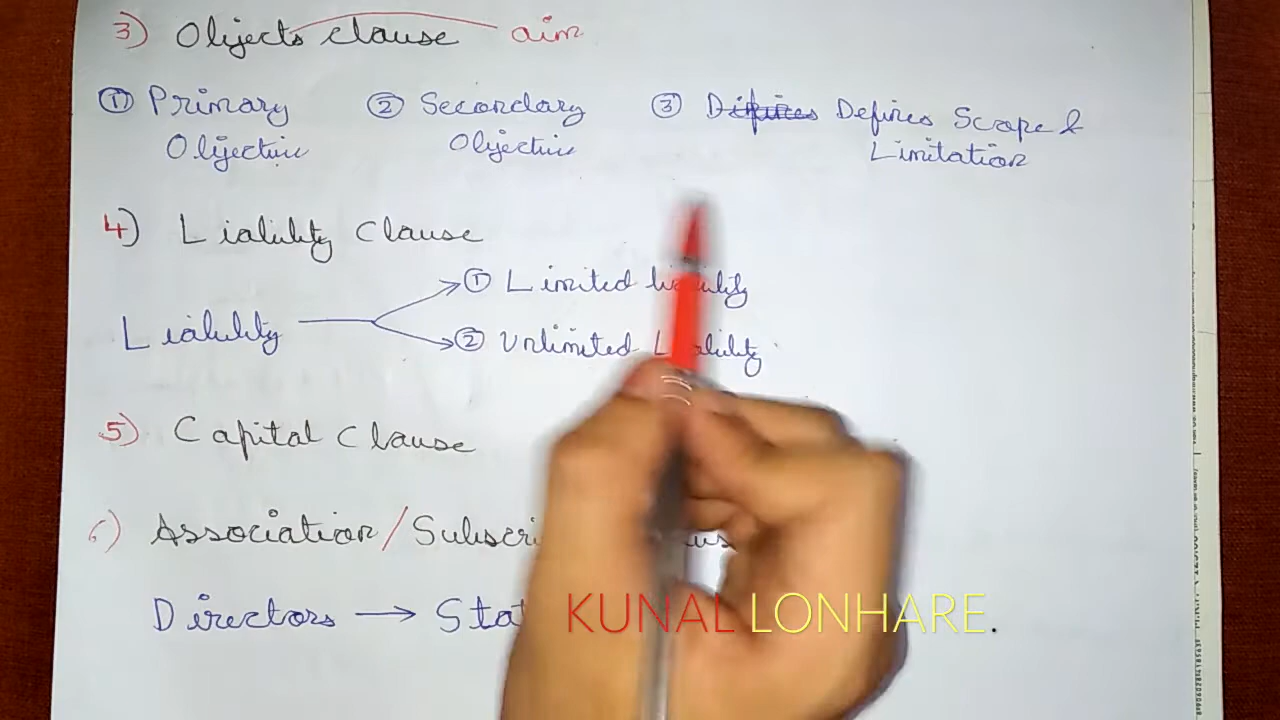 3) Objects clause aim
① Primary ② Secondary ③ Defines Defines Scope &
Objective Objective Limitation
4) Liability Clause
① Limited liability
Liability
② Unlimited Liability
5) Capital Clause
6) Association/Subscri
Directors → Stat
KUNAL LONHARE.